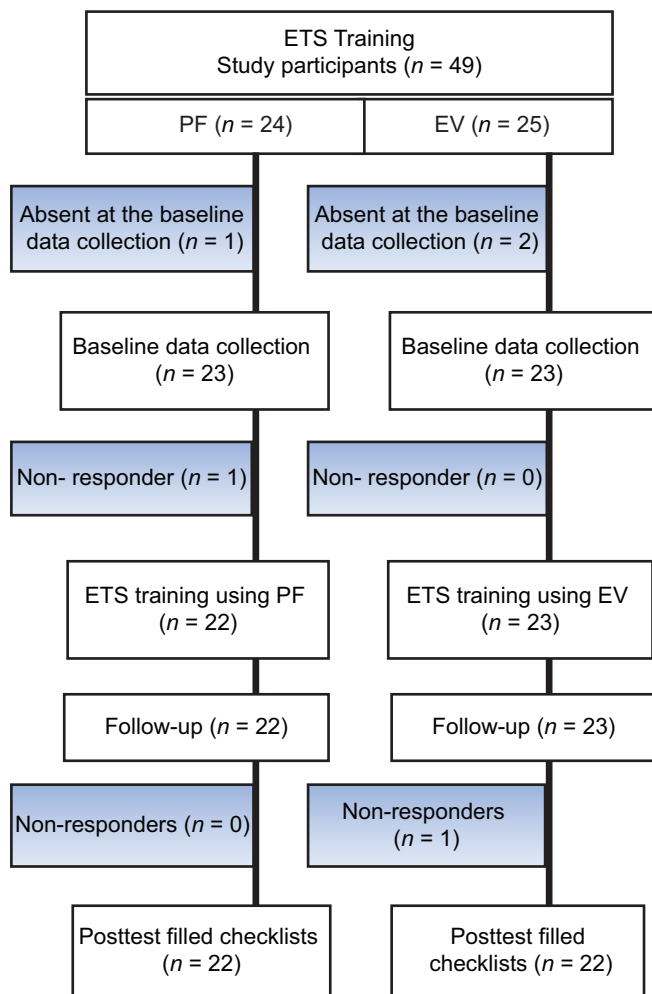 ETS Training
Study participants (n = 49)
PF (n = 24)
EV (n = 25)
Absent at the baseline
data collection (n = 1)
Absent at the baseline
data collection (n = 2)
Baseline data collection
(n = 23)
Baseline data collection
(n = 23)
Non- responder (n = 1)
Non- responder (n = 0)
ETS training using PF
(n = 22)
ETS training using EV
(n = 23)
Follow-up (n = 22)
Follow-up (n = 23)
Non-responders (n = 0)
Non-responders
(n = 1)
Posttest filled checklists
(n = 22)
Posttest filled
checklists (n = 22)